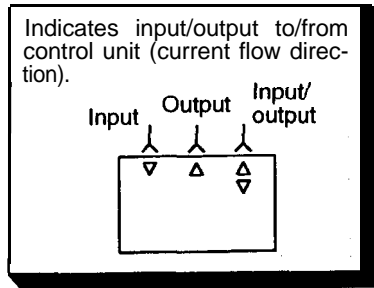 Indicates input/output to/from
control unit (current flow direc-
tion).
Input Output Input/
output